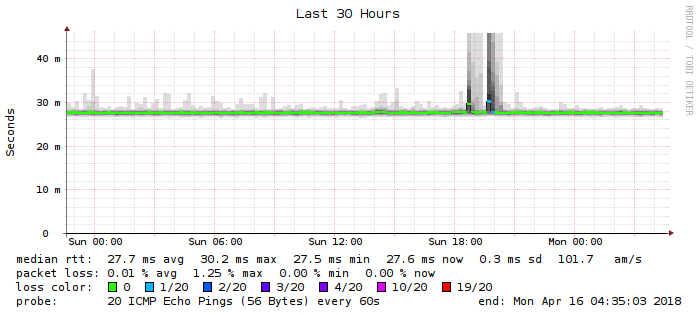 Last 30 Hours
RRDTOOL / TOBI OETIKER
Seconds
40 m
30 m
20 m
10 m
0
Sun 00:00 Sun 06:00 Sun 12:00 Sun 18:00 Mon 00:00
median rtt: 27.7 ms avg 30.2 ms max 27.5 ms min 27.6 ms now 0.3 ms sd 101.7 am/s
packet loss: 0.01 % avg 1.25 % max 0.00 % min 0.00 % now
loss color: 0 1/20 2/20 3/20 4/20 10/20 19/20
probe: 20 ICMP Echo Pings (56 Bytes) every 60s end: Mon Apr 16 04:35:03 2018